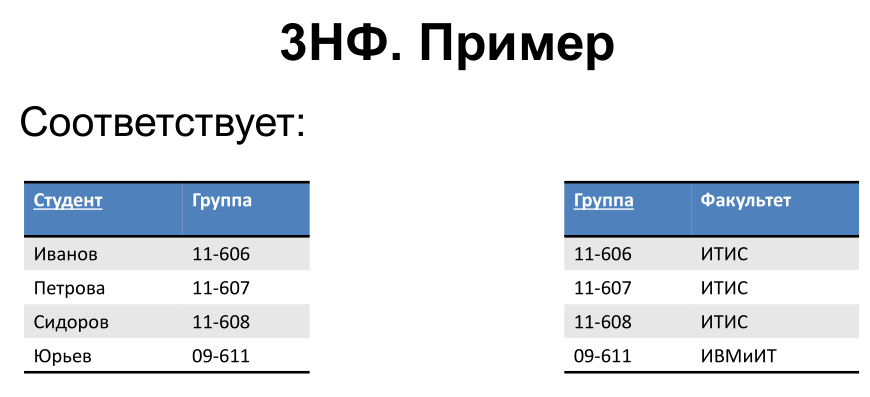 3НФ. Пример
Соответствует:
Студент Группа
Иванов 11-606
Петрова 11-607
Сидоров 11-608
Юрьев 09-611
Группа Факультет
11-606 ИТИС
11-607 ИТИС
11-608 ИТИС
09-611 ИВМиИТ